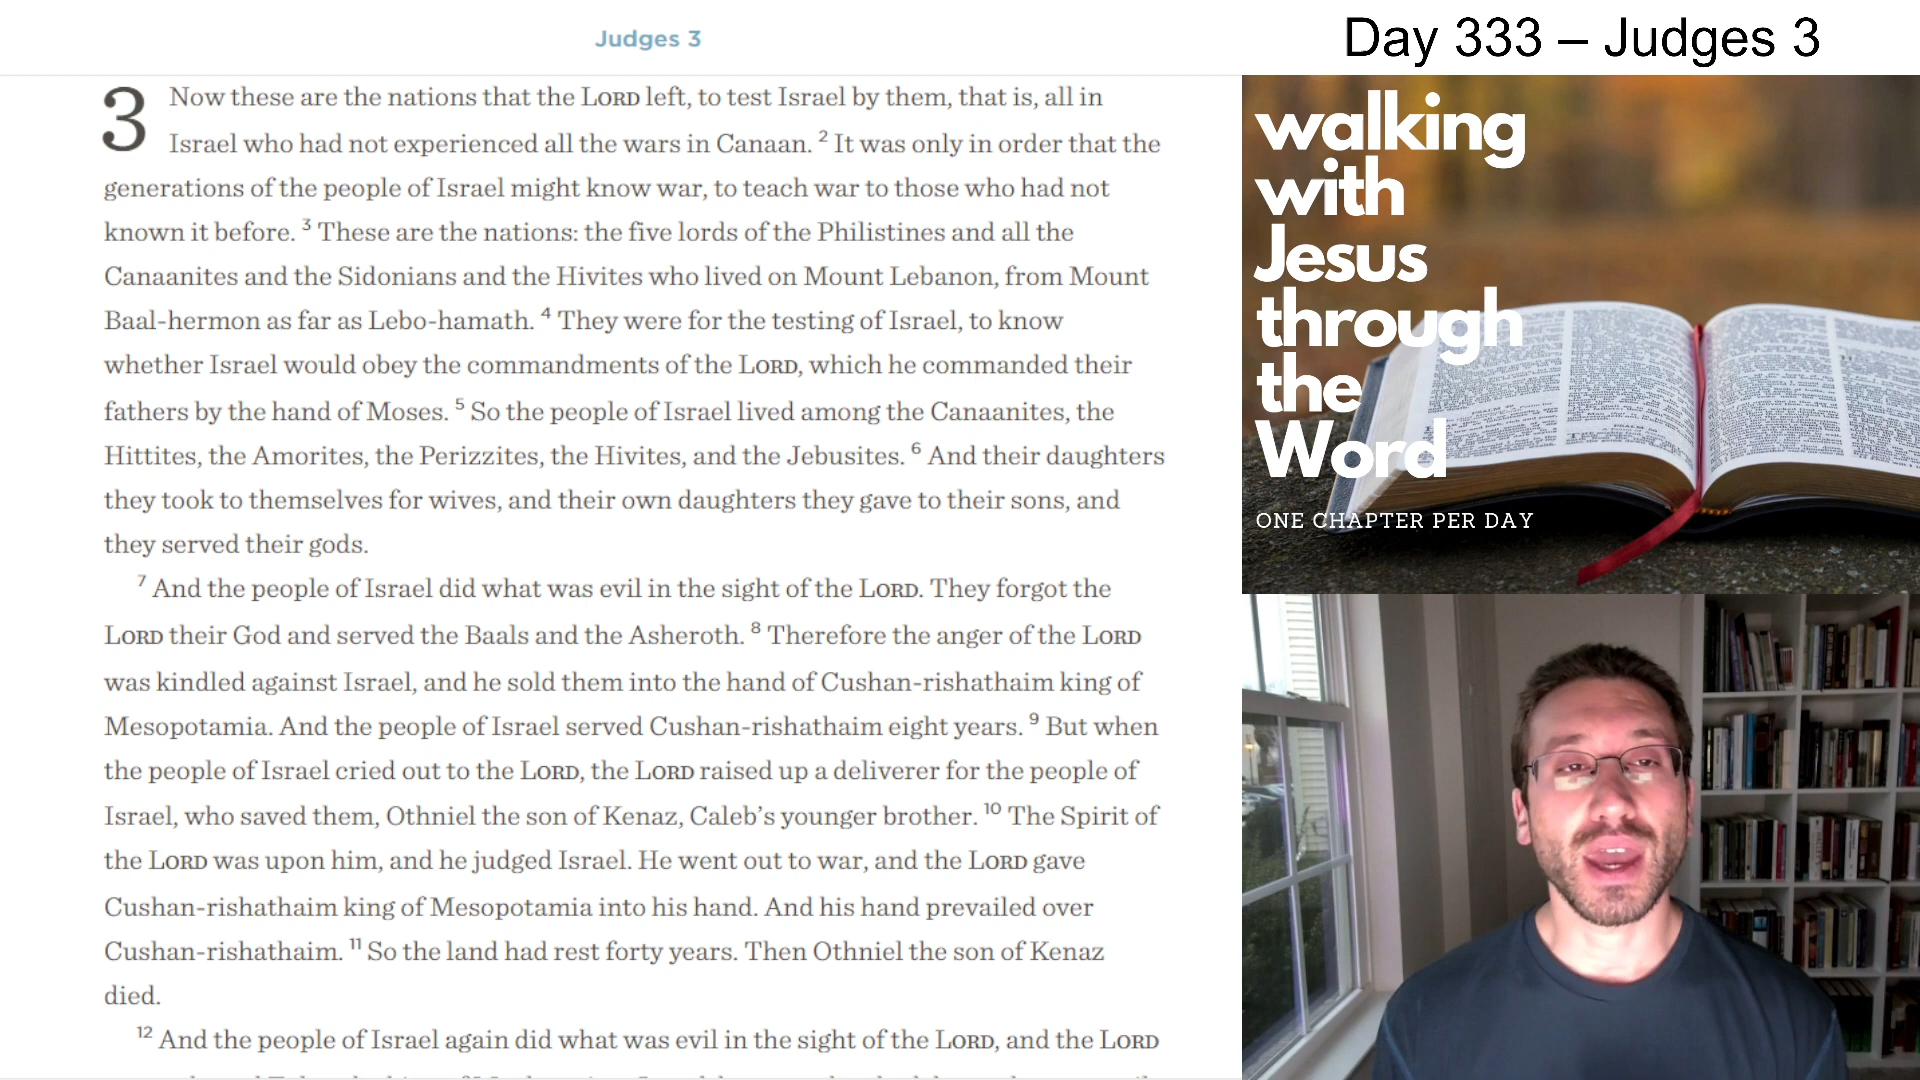 Judges 3
Day 333 – Judges 3
3 Now these are the nations that the LORD left, to test Israel by them, that is, all in
Israel who had not experienced all the wars in Canaan. 2 It was only in order that the
generations of the people of Israel might know war, to teach war to those who had not
known it before. 3 These are the nations: the five lords of the Philistines and all the
Canaanites and the Sidonians and the Hivites who lived on Mount Lebanon, from Mount
Baal-hermon as far as Lebo-hamath. 4 They were for the testing of Israel, to know
whether Israel would obey the commandments of the LORD, which he commanded their
fathers by the hand of Moses. 5 So the people of Israel lived among the Canaanites, the
Hittites, the Amorites, the Perizzites, the Hivites, and the Jebusites. 6 And their daughters
they took to themselves for wives, and their own daughters they gave to their sons, and
they served their gods.
7 And the people of Israel did what was evil in the sight of the LORD. They forgot the
LORD their God and served the Baals and the Asheroth. 8 Therefore the anger of the LORD
was kindled against Israel, and he sold them into the hand of Cushan-rishathaim king of
Mesopotamia. And the people of Israel served Cushan-rishathaim eight years. 9 But when
the people of Israel cried out to the LORD, the LORD raised up a deliverer for the people of
Israel, who saved them, Othniel the son of Kenaz, Caleb’s younger brother. 10 The Spirit of
the LORD was upon him, and he judged Israel. He went out to war, and the LORD gave
Cushan-rishathaim king of Mesopotamia into his hand. And his hand prevailed over
Cushan-rishathaim. 11 So the land had rest forty years. Then Othniel the son of Kenaz
died.
12 And the people of Israel again did what was evil in the sight of the LORD, and the LORD
walking
with
Jesus
through
the
Word
ONE CHAPTER PER DAY